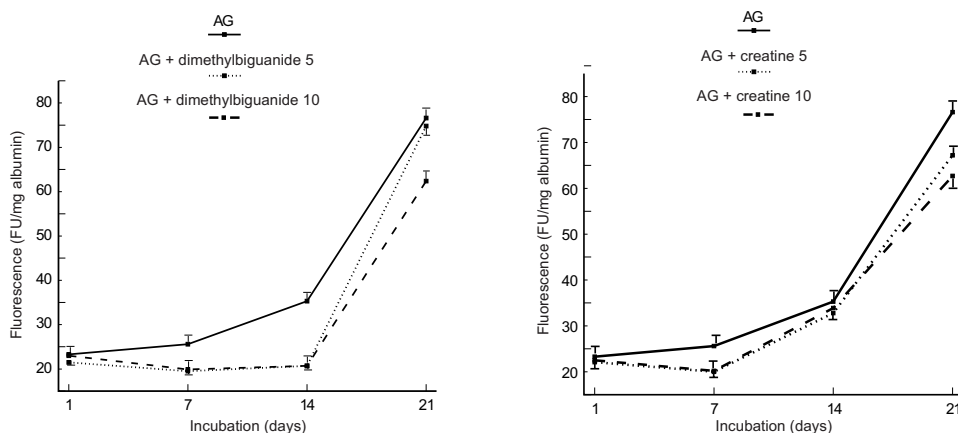 AG
AG + dimethylbiguanide 5
AG + dimethylbiguanide 10
Fluorescence (FU/mg albumin)
80
70
60
50
40
30
20
1 7 14 21
Incubation (days)
AG
AG + creatine 5
AG + creatine 10
Fluorescence (FU/mg albumin)
80
70
60
50
40
30
20
1 7 14 21
Incubation (days)